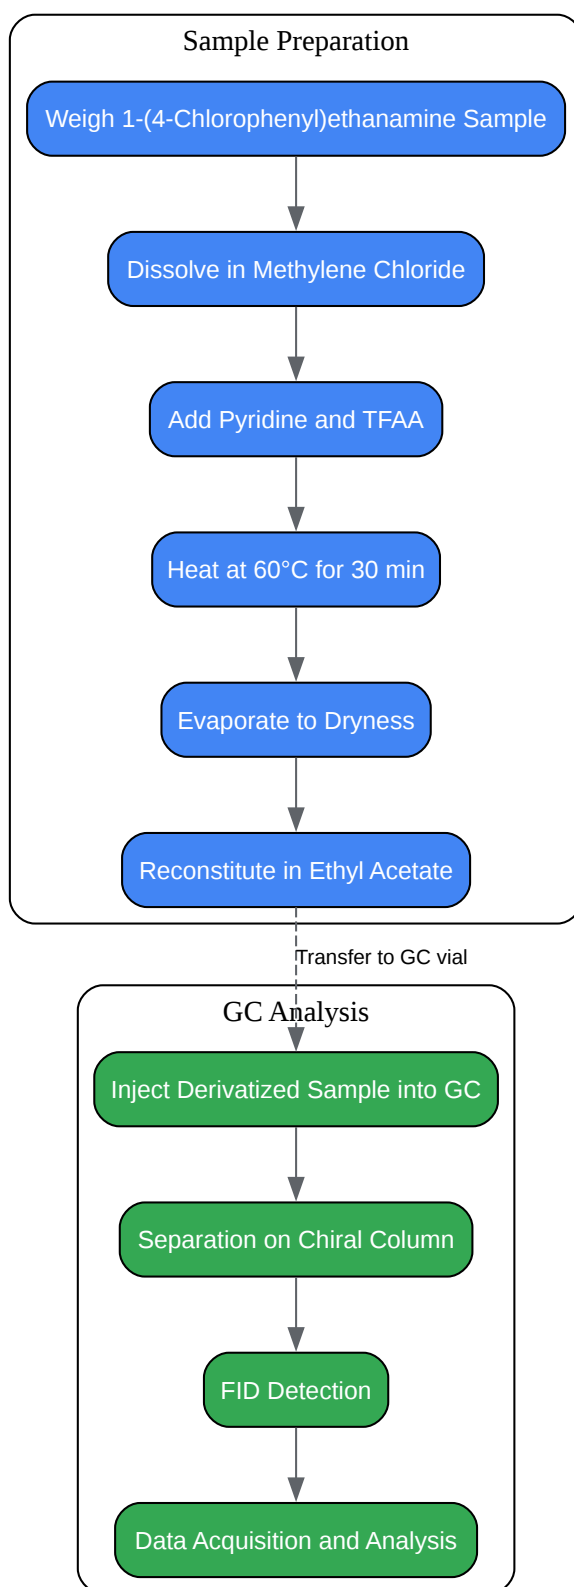 Sample Preparation
Weigh 1-(4-Chlorophenyl)ethanamine Sample
Dissolve in Methylene Chloride
Add Pyridine and TFAA
Heat at 60°C for 30 min
Evaporate to Dryness
Reconstitute in Ethyl Acetate
Transfer to GC vial
GC Analysis
Inject Derivatized Sample into GC
Separation on Chiral Column
FID Detection
Data Acquisition and Analysis